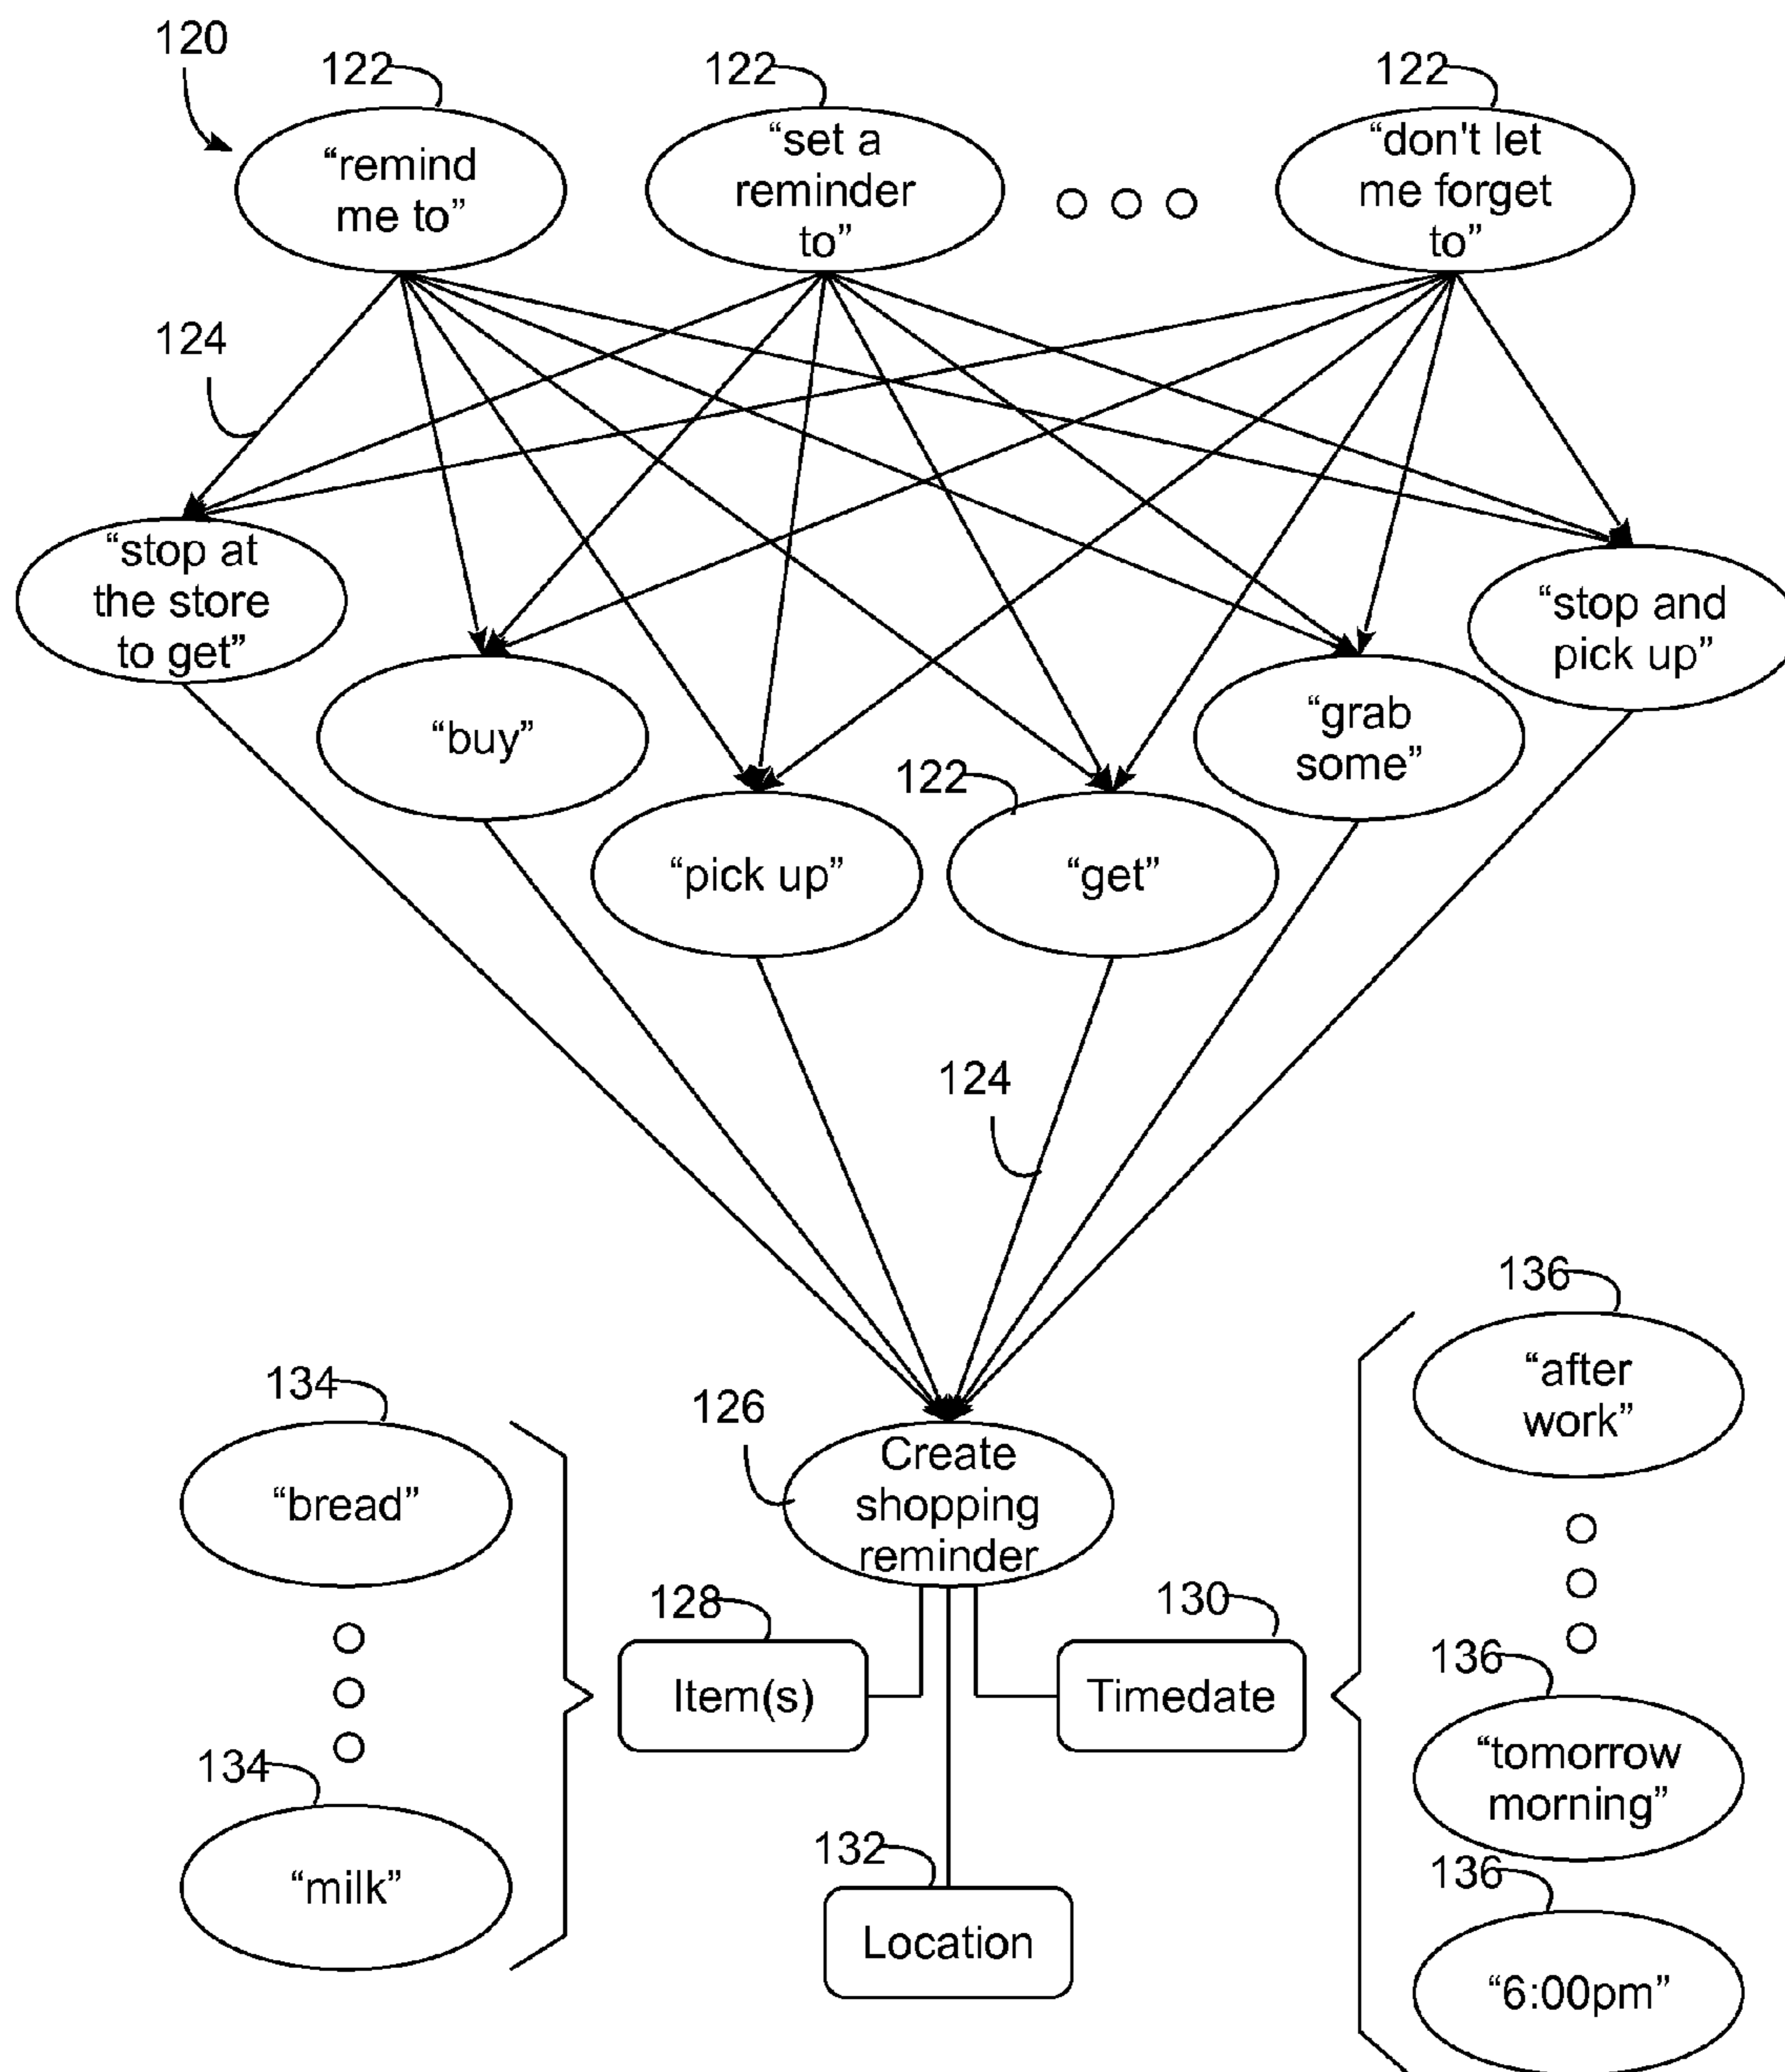 120
122
122
122
“remind
me to”
“set a
reminder
to”
“don't let
me forget
to”
124
“stop at
the store
to get”
“buy”
“pick up”
122
“get”
“grab
some”
“stop and
pick up”
124
126
Create
shopping
reminder
134
“bread”
134
“milk”
128
Item(s)
130
Timedate
132
Location
136
“after
work”
136
“tomorrow
morning”
136
“6:00pm”